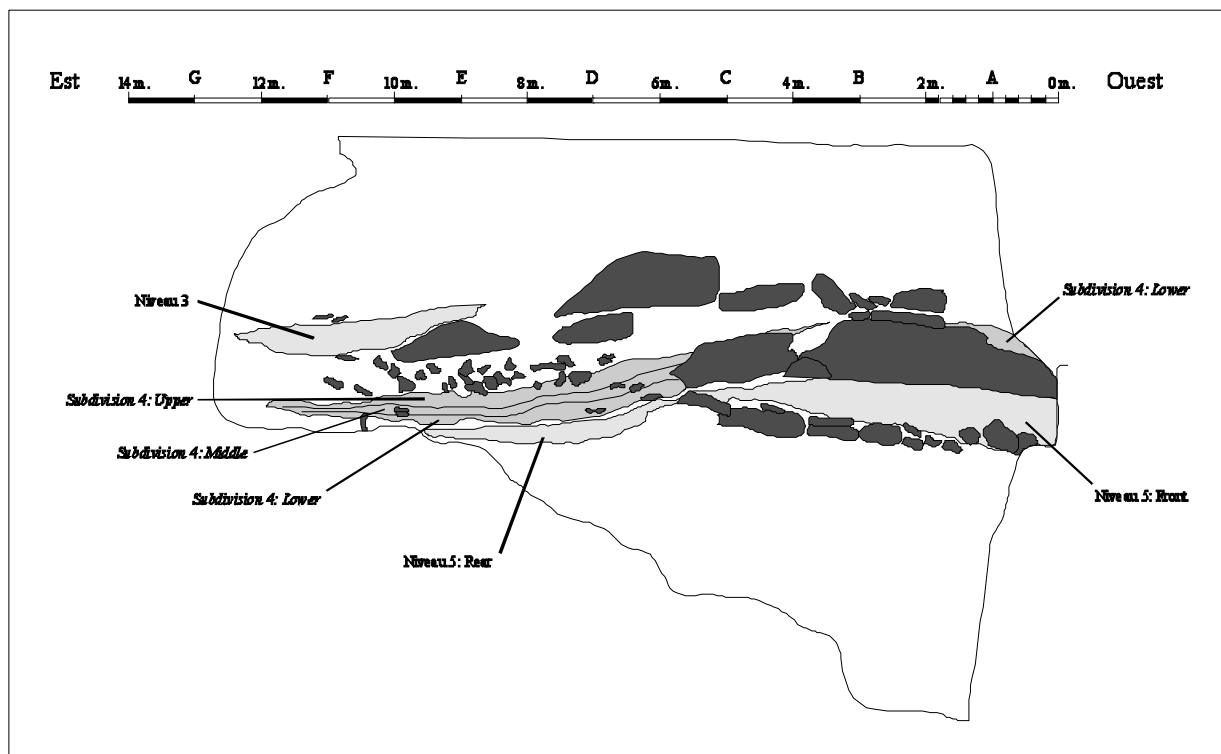 Est 14m. G 12m. F 10m. E 8m. D 6m. C 4m. B 2m. A 0m. Ouest
Subdivision 4: Lower
Niveau 3
Subdivision 4: Upper
Subdivision 4: Middle
Subdivision 4: Lower
Niveau 5: Front
Niveau 5: Rear